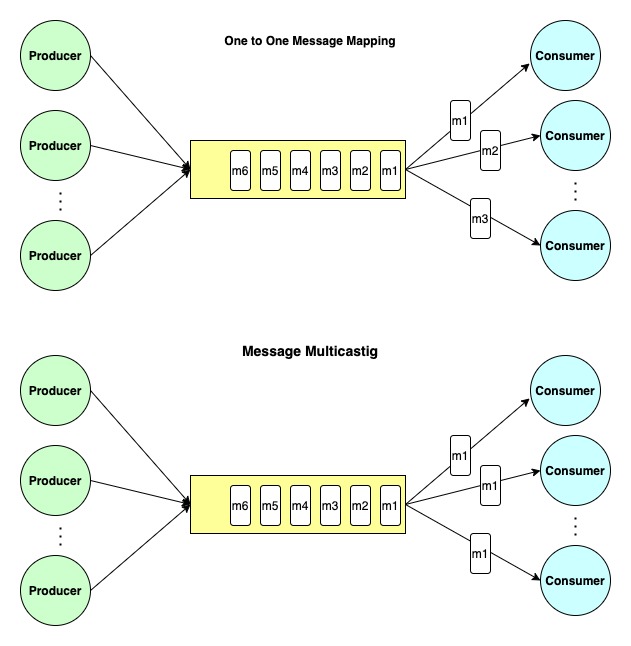 One to One Message Mapping
Producer
Producer
Producer
m6 m5 m4 m3 m2 m1
m1
m2
m3
Consumer
Consumer
Consumer
Message Multicastig
Producer
Producer
Producer
m6 m5 m4 m3 m2 m1
m1
m1
m1
Consumer
Consumer
Consumer